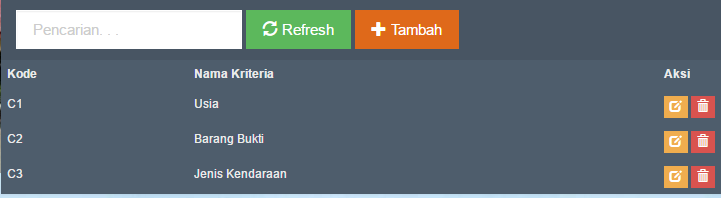 Pencarian. . . Refresh Tambah
Kode Nama Kriteria Aksi
C1 Usia
C2 Barang Bukti
C3 Jenis Kendaraan